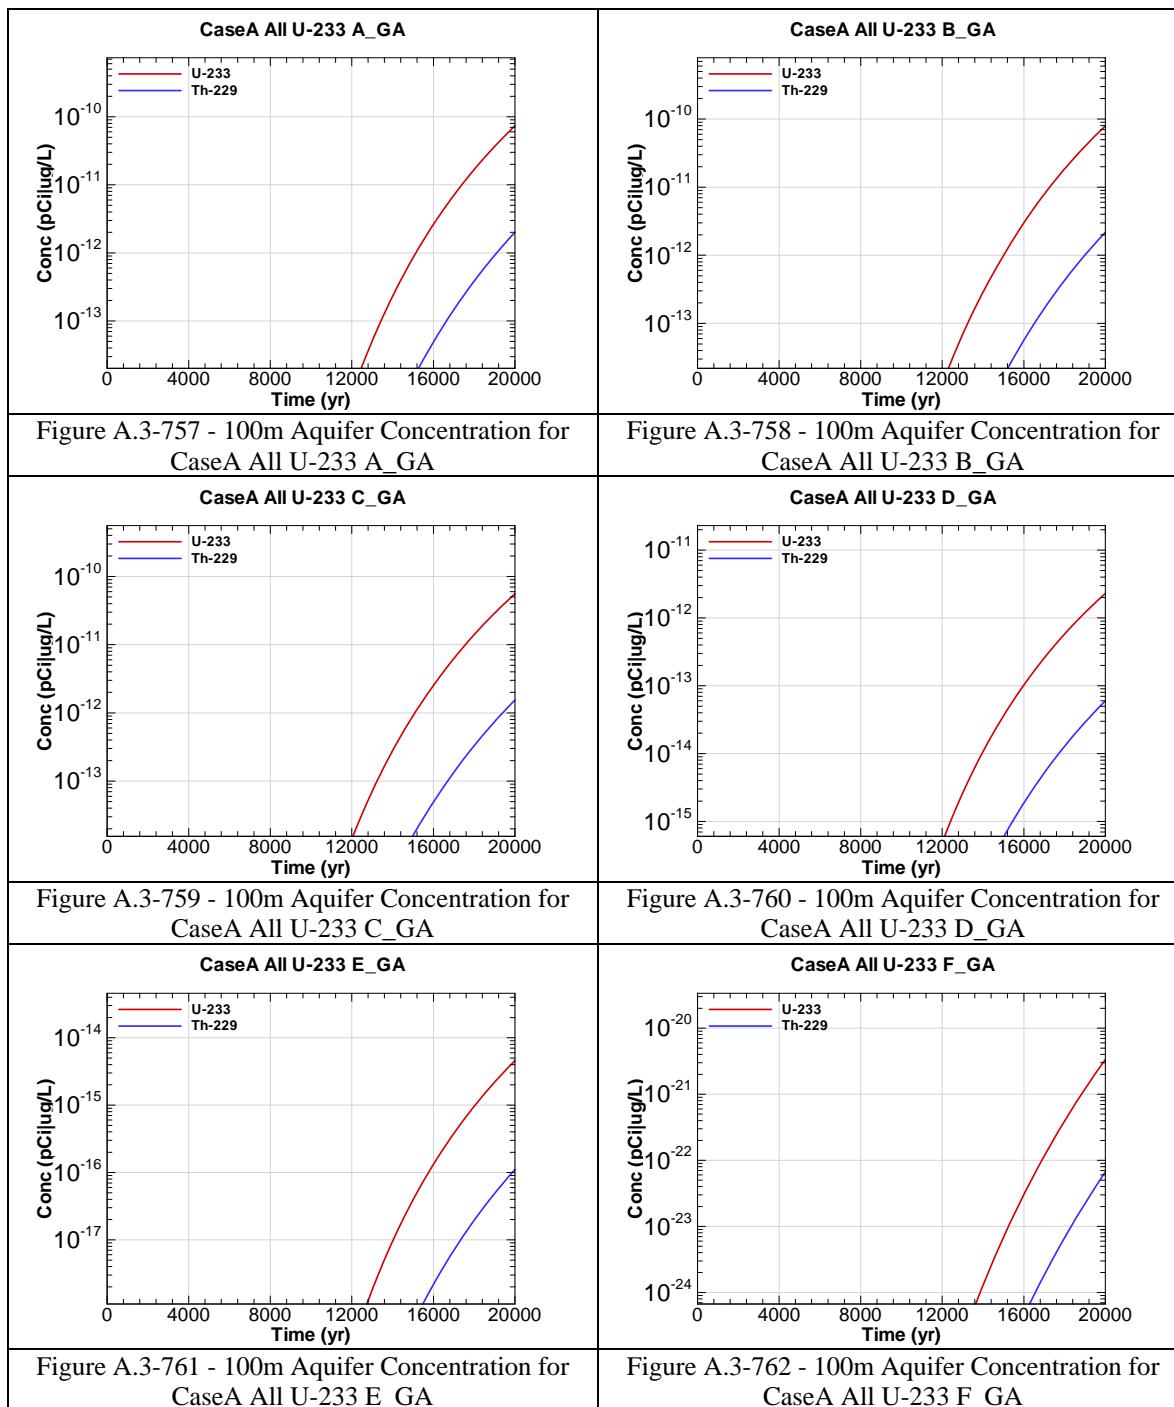 CaseA All U-233 A_GA
U-233
Th-229
Conc (pCi|ug/L)
10^-10
10^-11
10^-12
10^-13
0 4000 8000 12000 16000 20000
Time (yr)
Figure A.3-757 - 100m Aquifer Concentration for
CaseA All U-233 A_GA
CaseA All U-233 B_GA
U-233
Th-229
Conc (pCi|ug/L)
10^-10
10^-11
10^-12
10^-13
0 4000 8000 12000 16000 20000
Time (yr)
Figure A.3-758 - 100m Aquifer Concentration for
CaseA All U-233 B_GA
CaseA All U-233 C_GA
U-233
Th-229
Conc (pCi|ug/L)
10^-10
10^-11
10^-12
10^-13
0 4000 8000 12000 16000 20000
Time (yr)
Figure A.3-759 - 100m Aquifer Concentration for
CaseA All U-233 C_GA
CaseA All U-233 D_GA
U-233
Th-229
Conc (pCi|ug/L)
10^-11
10^-12
10^-13
10^-14
10^-15
0 4000 8000 12000 16000 20000
Time (yr)
Figure A.3-760 - 100m Aquifer Concentration for
CaseA All U-233 D_GA
CaseA All U-233 E_GA
U-233
Th-229
Conc (pCi|ug/L)
10^-14
10^-15
10^-16
10^-17
0 4000 8000 12000 16000 20000
Time (yr)
Figure A.3-761 - 100m Aquifer Concentration for
CaseA All U-233 E_GA
CaseA All U-233 F_GA
U-233
Th-229
Conc (pCi|ug/L)
10^-20
10^-21
10^-22
10^-23
10^-24
0 4000 8000 12000 16000 20000
Time (yr)
Figure A.3-762 - 100m Aquifer Concentration for
CaseA All U-233 F_GA